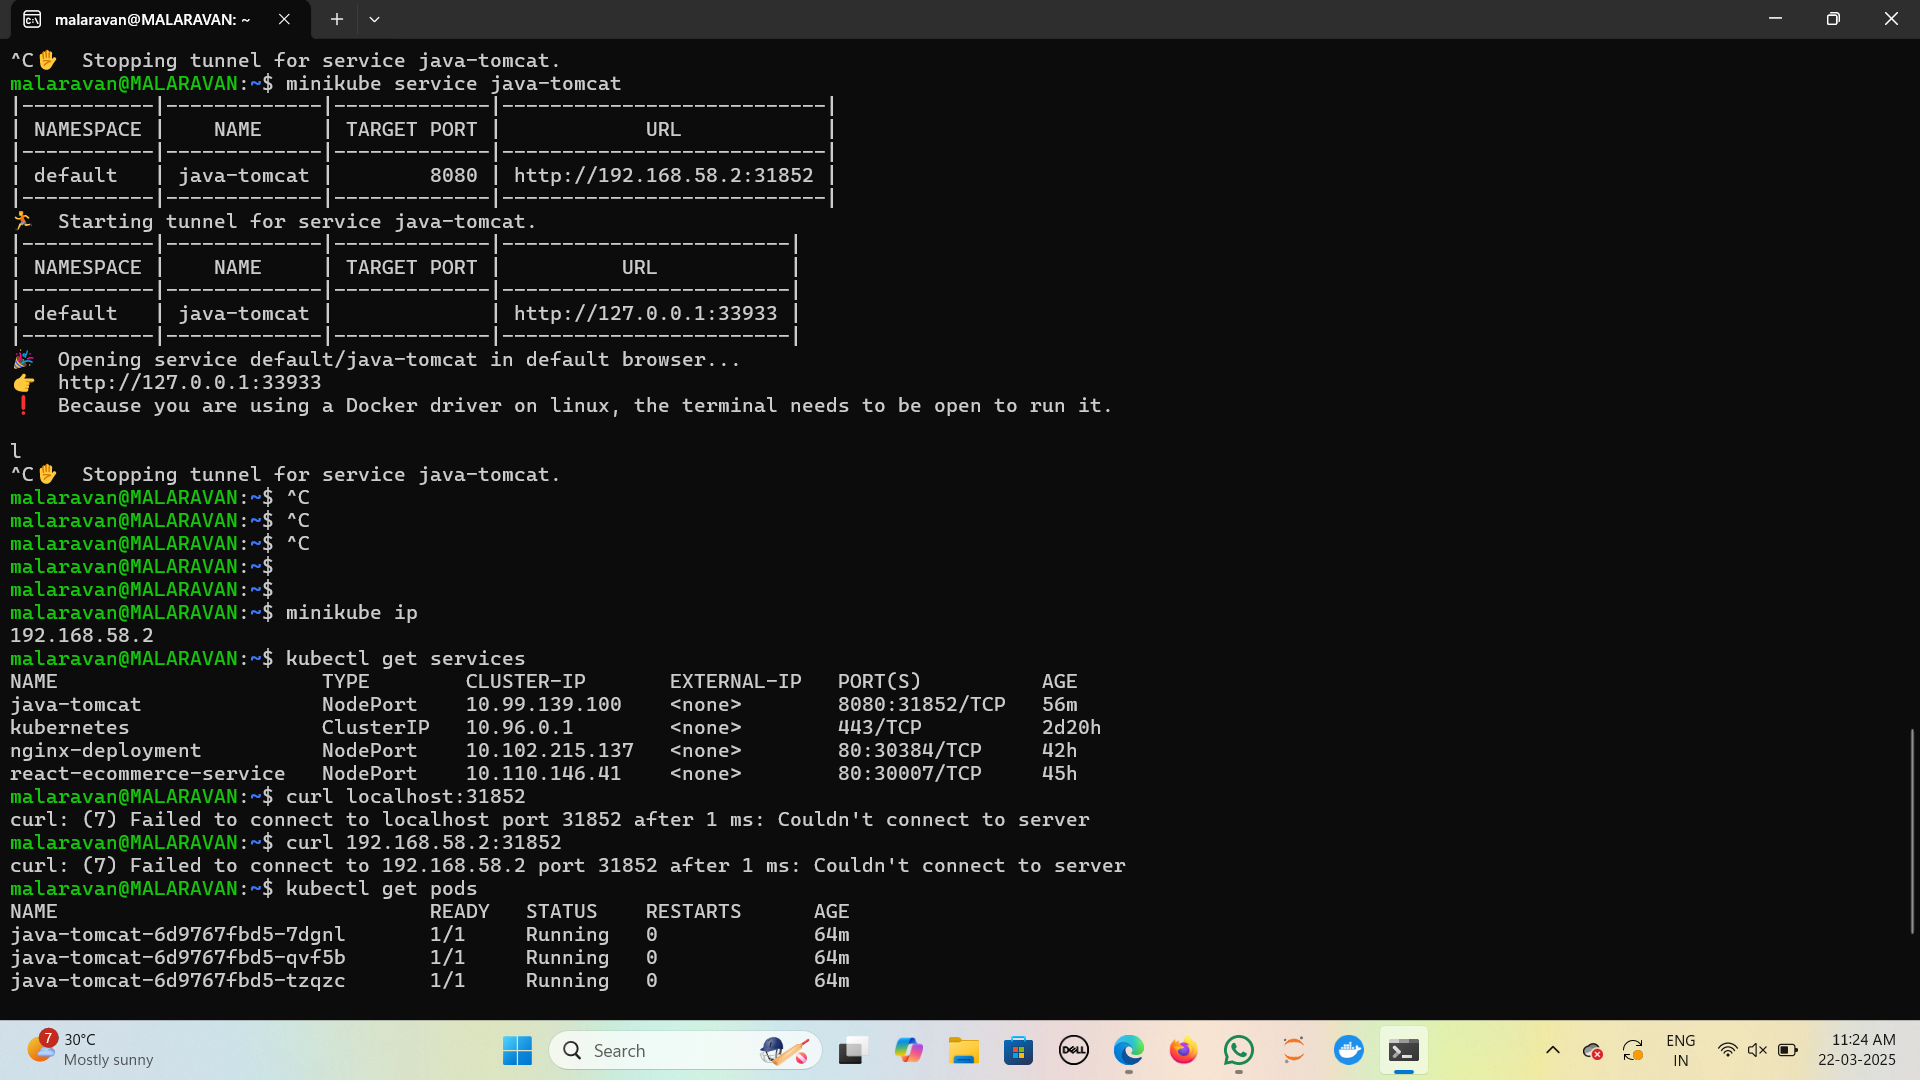 malaravan@MALARAVAN: ~
^C✋  Stopping tunnel for service java-tomcat.
malaravan@MALARAVAN:~$ minikube service java-tomcat
|-----------|-------------|-------------|---------------------------|
| NAMESPACE |    NAME     | TARGET PORT |            URL            |
|-----------|-------------|-------------|---------------------------|
| default   | java-tomcat |        8080 | http://192.168.58.2:31852 |
|-----------|-------------|-------------|---------------------------|
🏃  Starting tunnel for service java-tomcat.
|-----------|-------------|-------------|------------------------|
| NAMESPACE |    NAME     | TARGET PORT |          URL           |
|-----------|-------------|-------------|------------------------|
| default   | java-tomcat |             | http://127.0.0.1:33933 |
|-----------|-------------|-------------|------------------------|
🎉  Opening service default/java-tomcat in default browser...
👉  http://127.0.0.1:33933
❗  Because you are using a Docker driver on linux, the terminal needs to be open to run it.
l
^C✋  Stopping tunnel for service java-tomcat.
malaravan@MALARAVAN:~$ ^C
malaravan@MALARAVAN:~$ ^C
malaravan@MALARAVAN:~$ ^C
malaravan@MALARAVAN:~$
malaravan@MALARAVAN:~$
malaravan@MALARAVAN:~$ minikube ip
192.168.58.2
malaravan@MALARAVAN:~$ kubectl get services
NAME                      TYPE        CLUSTER-IP       EXTERNAL-IP   PORT(S)          AGE
java-tomcat               NodePort    10.99.139.100    <none>        8080:31852/TCP   56m
kubernetes                ClusterIP   10.96.0.1        <none>        443/TCP          2d20h
nginx-deployment          NodePort    10.102.215.137   <none>        80:30384/TCP     42h
react-ecommerce-service   NodePort    10.110.146.41    <none>        80:30007/TCP     45h
malaravan@MALARAVAN:~$ curl localhost:31852
curl: (7) Failed to connect to localhost port 31852 after 1 ms: Couldn't connect to server
malaravan@MALARAVAN:~$ curl 192.168.58.2:31852
curl: (7) Failed to connect to 192.168.58.2 port 31852 after 1 ms: Couldn't connect to server
malaravan@MALARAVAN:~$ kubectl get pods
NAME                               READY   STATUS    RESTARTS      AGE
java-tomcat-6d9767fbd5-7dgnl       1/1     Running   0             64m
java-tomcat-6d9767fbd5-qvf5b       1/1     Running   0             64m
java-tomcat-6d9767fbd5-tzqzc       1/1     Running   0             64m
7
30°C
Mostly sunny
Search
DELL
ENG
IN
11:24 AM
22-03-2025